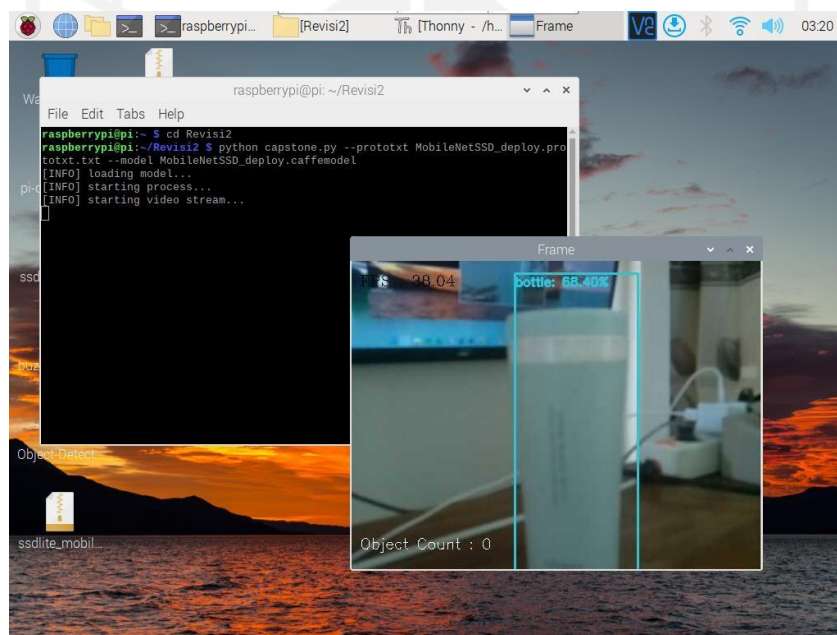 raspberrypi...
[Revisi2]
[Thonny - /h...
Frame
03:20
raspberrypi@pi: ~/Revisi2
File Edit Tabs Help
raspberrypi@pi:~ $ cd Revisi2
raspberrypi@pi:~/Revisi2 $ python capstone.py --prototxt MobileNetSSD_deploy.pro
totxt.txt --model MobileNetSSD_deploy.caffemodel
[INFO] loading model...
[INFO] starting process...
[INFO] starting video stream...
Frame
FPS 38.04
bottle: 68.40%
Object Count : 0
Object-Detect...
ssdlite_mobil...